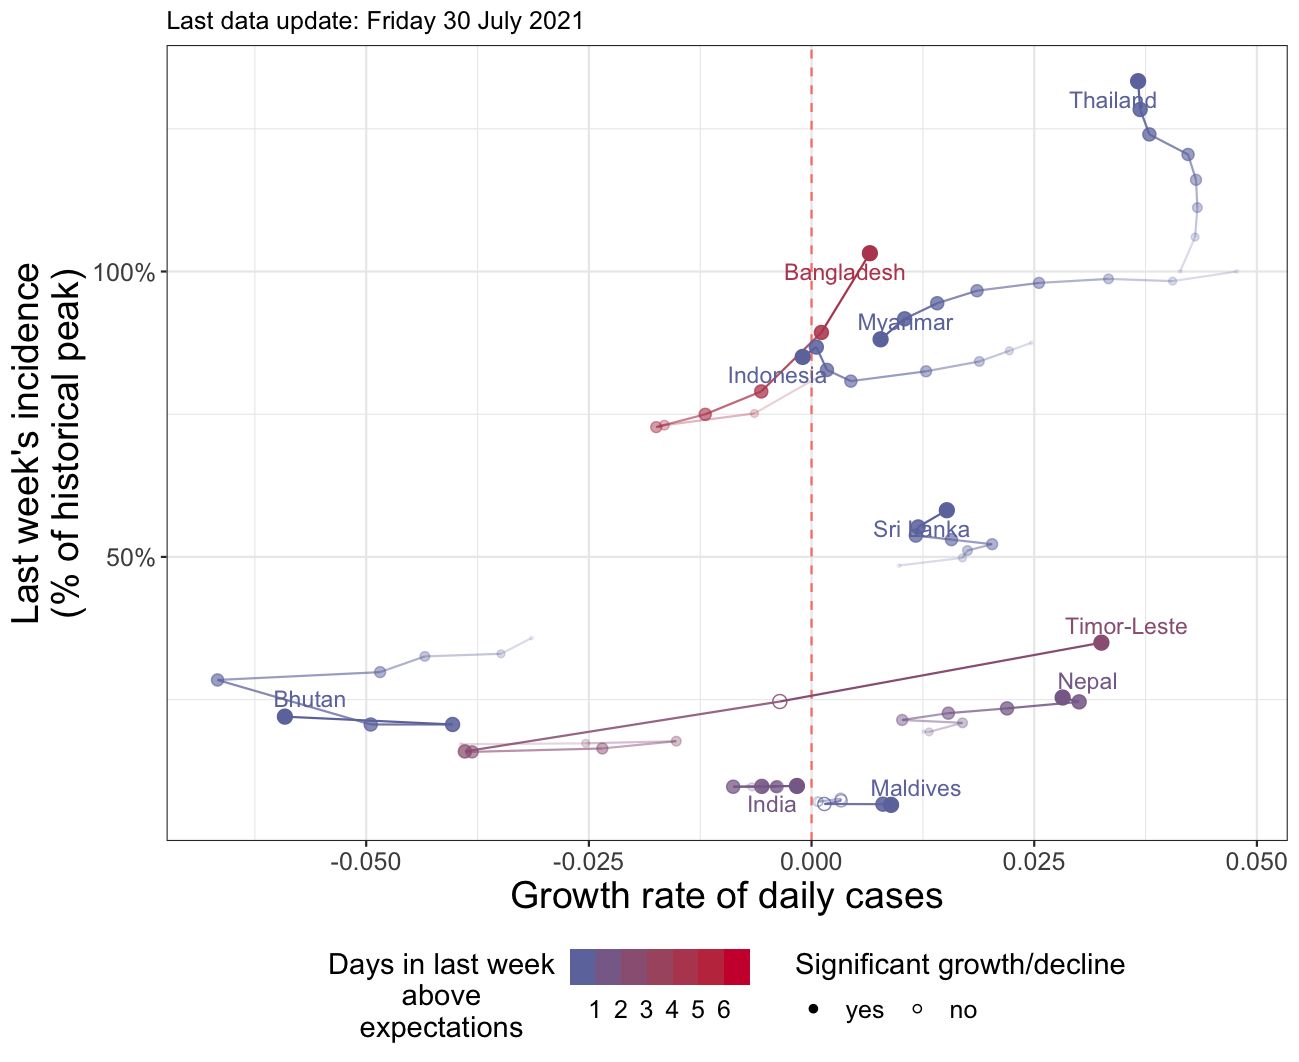 Last data update: Friday 30 July 2021
Last week's incidence
(% of historical peak)
100%
50%
Thailand
Bangladesh
Myanmar
Indonesia
Sri Lanka
Timor-Leste
Nepal
Bhutan
Maldives
India
-0.050 -0.025 0.000 0.025 0.050
Growth rate of daily cases
Days in last week
above
expectations
1 2 3 4 5 6
Significant growth/decline
yes no